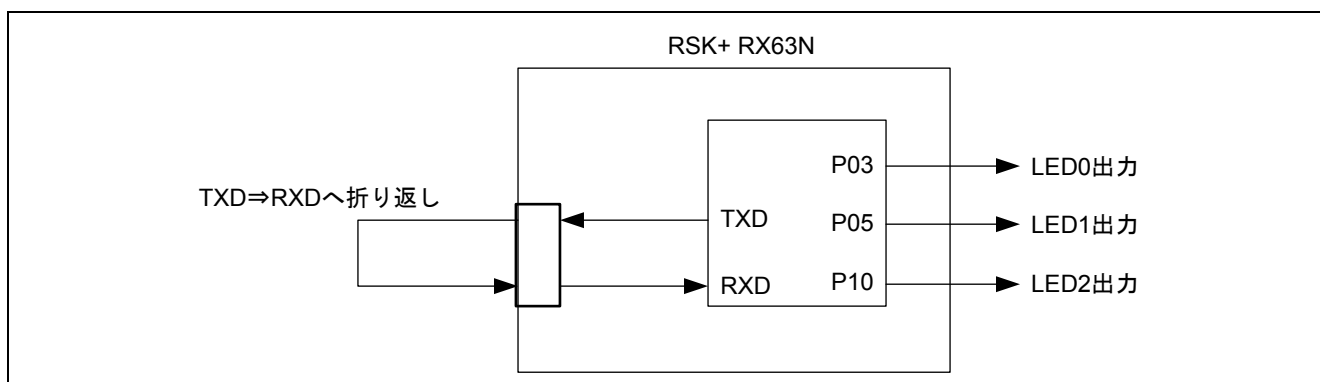 RSK+ RX63N
TXD⇒RXDへ折り返し
TXD
RXD
P03
P05
P10
LED0出力
LED1出力
LED2出力